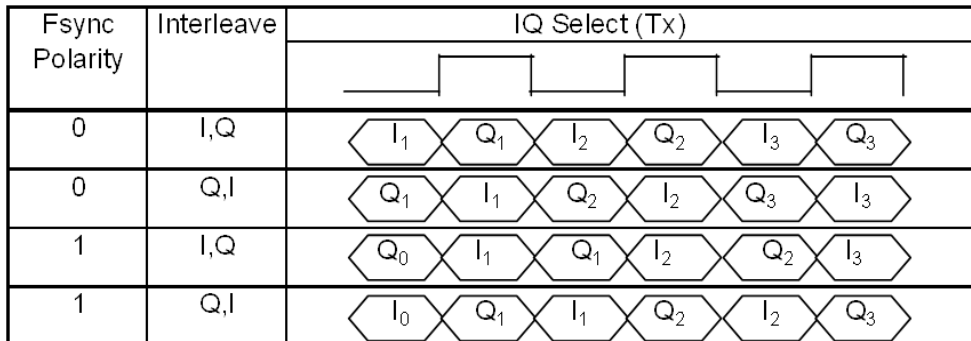 Fsync Polarity Interleave IQ Select (Tx)
0 I,Q I₁ Q₁ I₂ Q₂ I₃ Q₃
0 Q,I Q₁ I₁ Q₂ I₂ Q₃ I₃
1 I,Q Q₀ I₁ Q₁ I₂ Q₂ I₃
1 Q,I I₀ Q₁ I₁ Q₂ I₂ Q₃